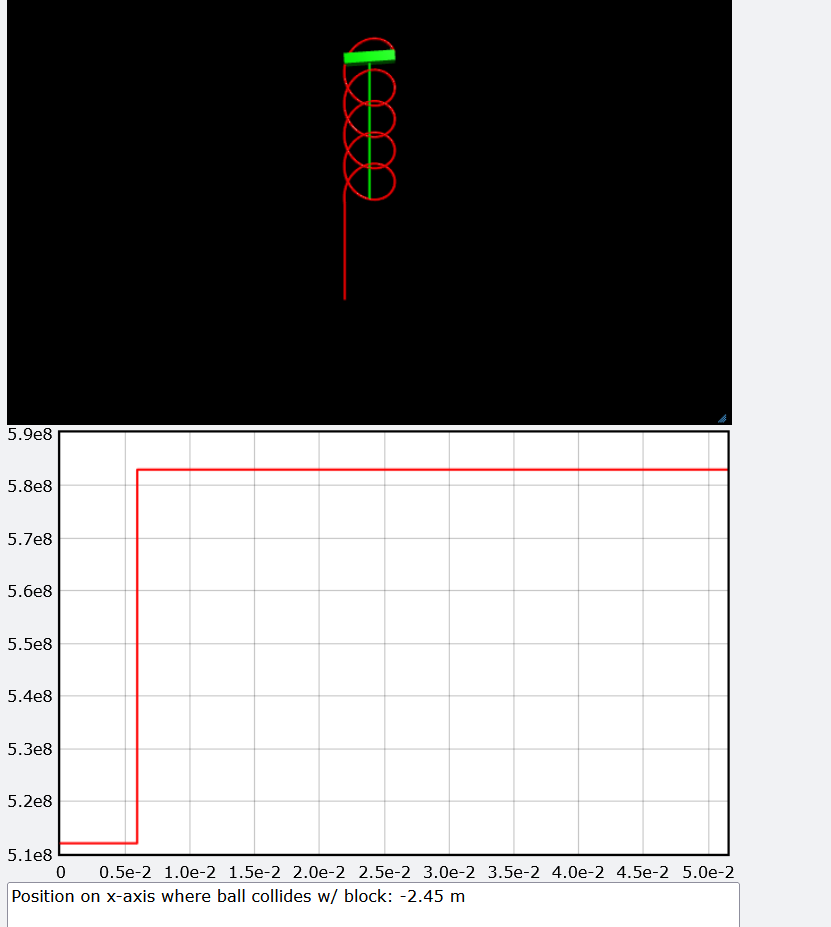 5.9e8
5.8e8
5.7e8
5.6e8
5.5e8
5.4e8
5.3e8
5.2e8
5.1e8
0 0.5e-2 1.0e-2 1.5e-2 2.0e-2 2.5e-2 3.0e-2 3.5e-2 4.0e-2 4.5e-2 5.0e-2
Position on x-axis where ball collides w/ block: -2.45 m